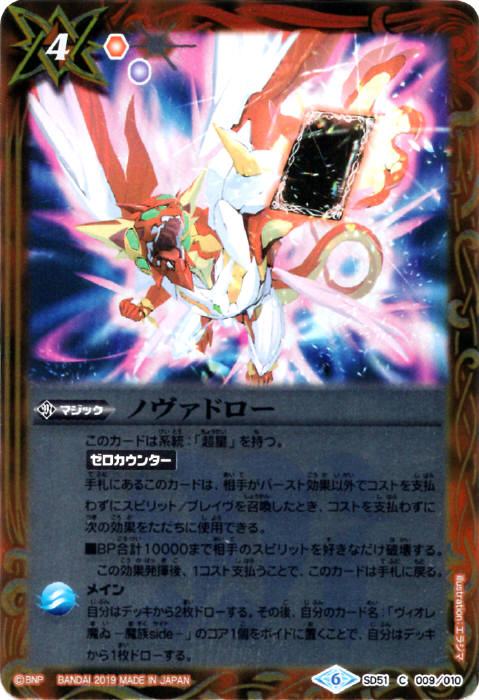 4
マジック
ノヴァドロー
このカードは系統：「超星」を持つ。
ゼロカウンター
手札にあるこのカードは、相手がバースト効果以外でコストを支払
わずにスピリット/ブレイヴを召喚したとき、コストを支払わずに
次の効果をただちに使用できる。
■BP合計10000まで相手のスピリットを好きなだけ破壊する。
この効果発揮後、1コスト支払うことで、このカードは手札に戻る。
メイン
自分はデッキから2枚ドローする。その後、自分のカード名：「ヴィオレ
魔ゐ －魔族side－」のコア1個をボイドに置くことで、自分はデッ
キから1枚ドローする。
Illustration:エラジマ
©BNP BANDAI 2019 MADE IN JAPAN
6 SD51 C 009/010